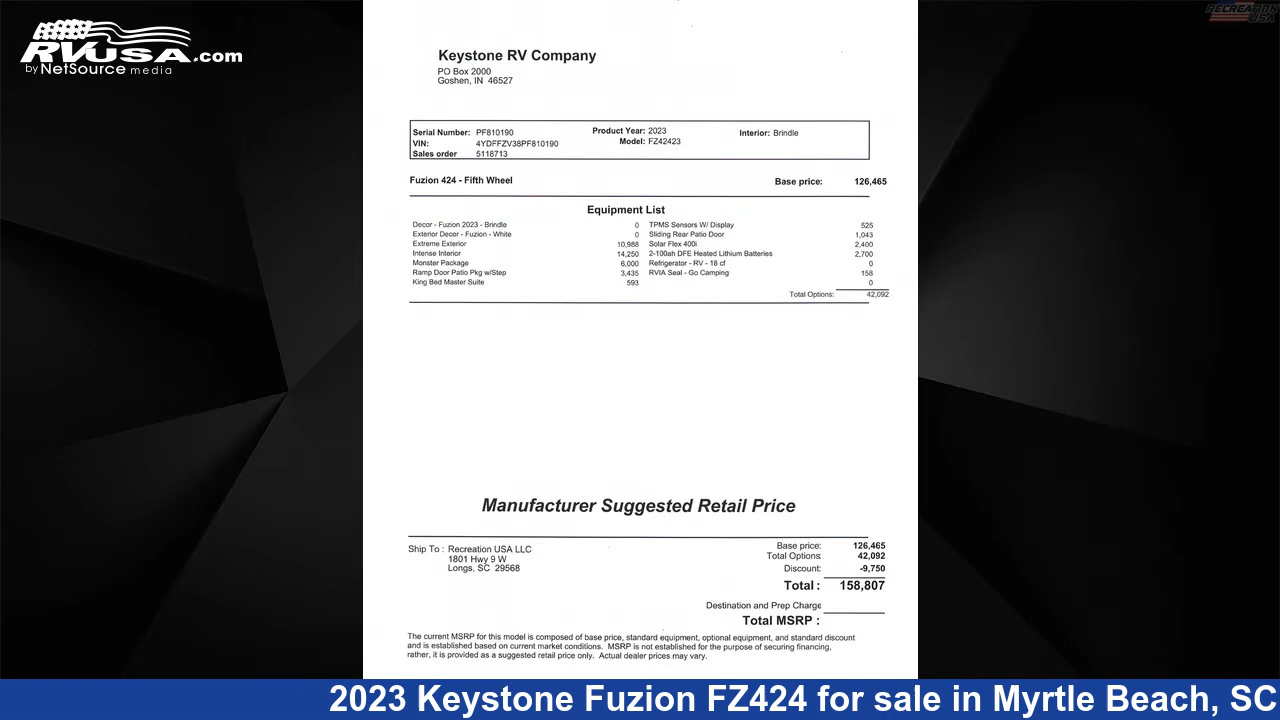 RVUSA.com
by NetSource media
RECREATION USA
Keystone RV Company
PO Box 2000
Goshen, IN 46527
Serial Number: PF810190
VIN: 4YDFFZV38PF810190
Sales order 5118713
Product Year: 2023
Model: FZ42423
Interior: Brindle
Fuzion 424 - Fifth Wheel Base price: 126,465
Equipment List
Decor - Fuzion 2023 - Brindle 0 TPMS Sensors W/ Display 525
Exterior Decor - Fuzion - White 0 Sliding Rear Patio Door 1,043
Extreme Exterior 10,988 Solar Flex 400i 2,400
Intense Interior 14,250 2-100ah DFE Heated Lithium Batteries 2,700
Monster Package 6,000 Refrigerator - RV - 18 cf 0
Ramp Door Patio Pkg w/Step 3,435 RVIA Seal - Go Camping 158
King Bed Master Suite 593 0
Total Options: 42,092
Manufacturer Suggested Retail Price
Ship To : Recreation USA LLC
1801 Hwy 9 W
Longs, SC 29568
Base price: 126,465
Total Options: 42,092
Discount: -9,750
Total : 158,807
Destination and Prep Charge
Total MSRP :
The current MSRP for this model is composed of base price, standard equipment, optional equipment, and standard discount
and is established based on current market conditions. MSRP is not established for the purpose of securing financing,
rather, it is provided as a suggested retail price only. Actual dealer prices may vary.
2023 Keystone Fuzion FZ424 for sale in Myrtle Beach, SC